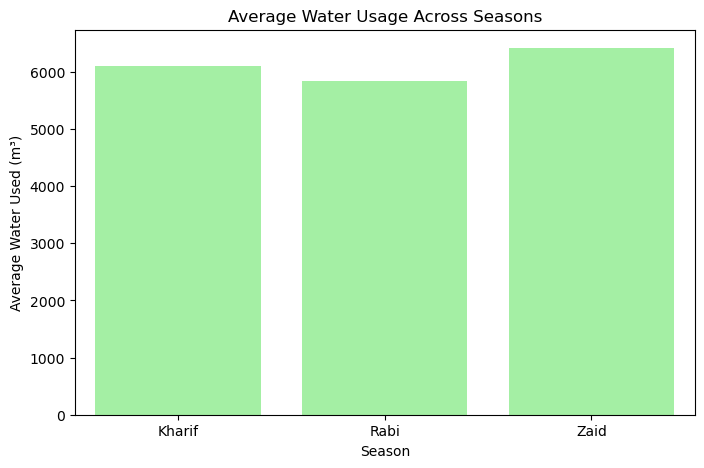 Average Water Usage Across Seasons
Average Water Used (m³)
6000
5000
4000
3000
2000
1000
0
Kharif
Rabi
Zaid
Season